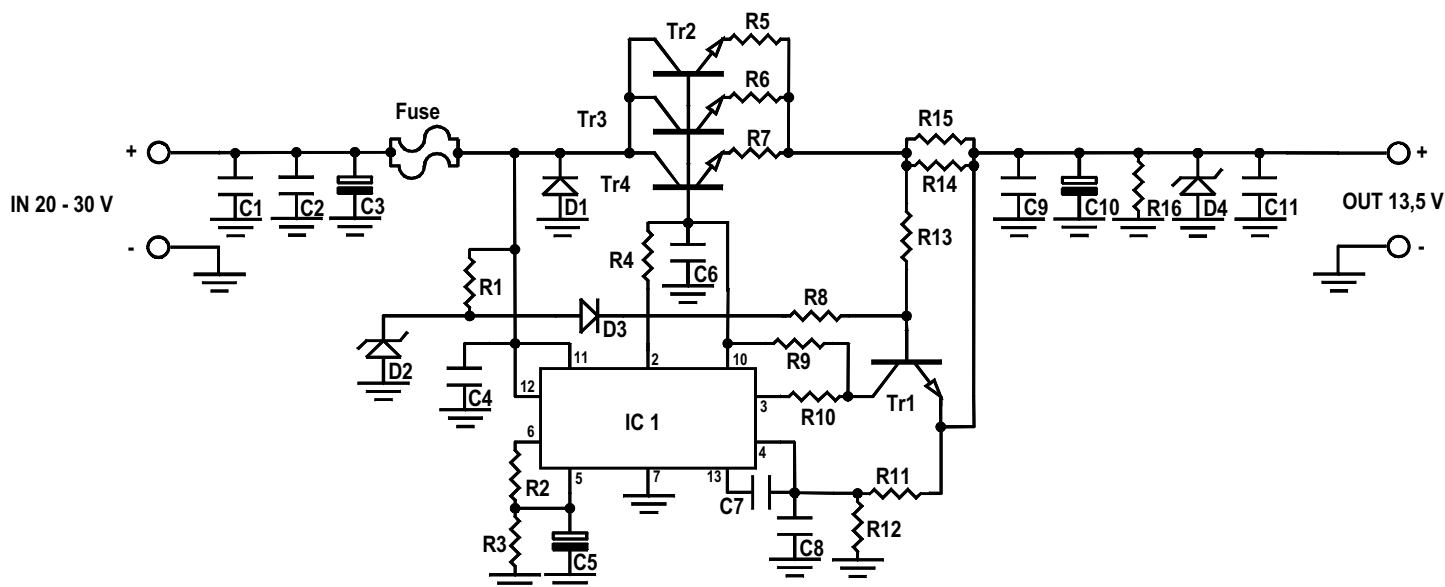 R5
Tr2
R6
Fuse
Tr3
R15
R7
+
+
Tr4
R14
IN 20 - 30 V
C1
C2
C3
D1
C9
C10
R16
D4
C11
OUT 13,5 V
-
-
R4
C6
R13
R1
R8
D3
D2
11
2
10
R9
C4
12
3
R10
Tr1
IC 1
6
4
5
7
13
R11
R2
C7
R12
R3
C5
C8